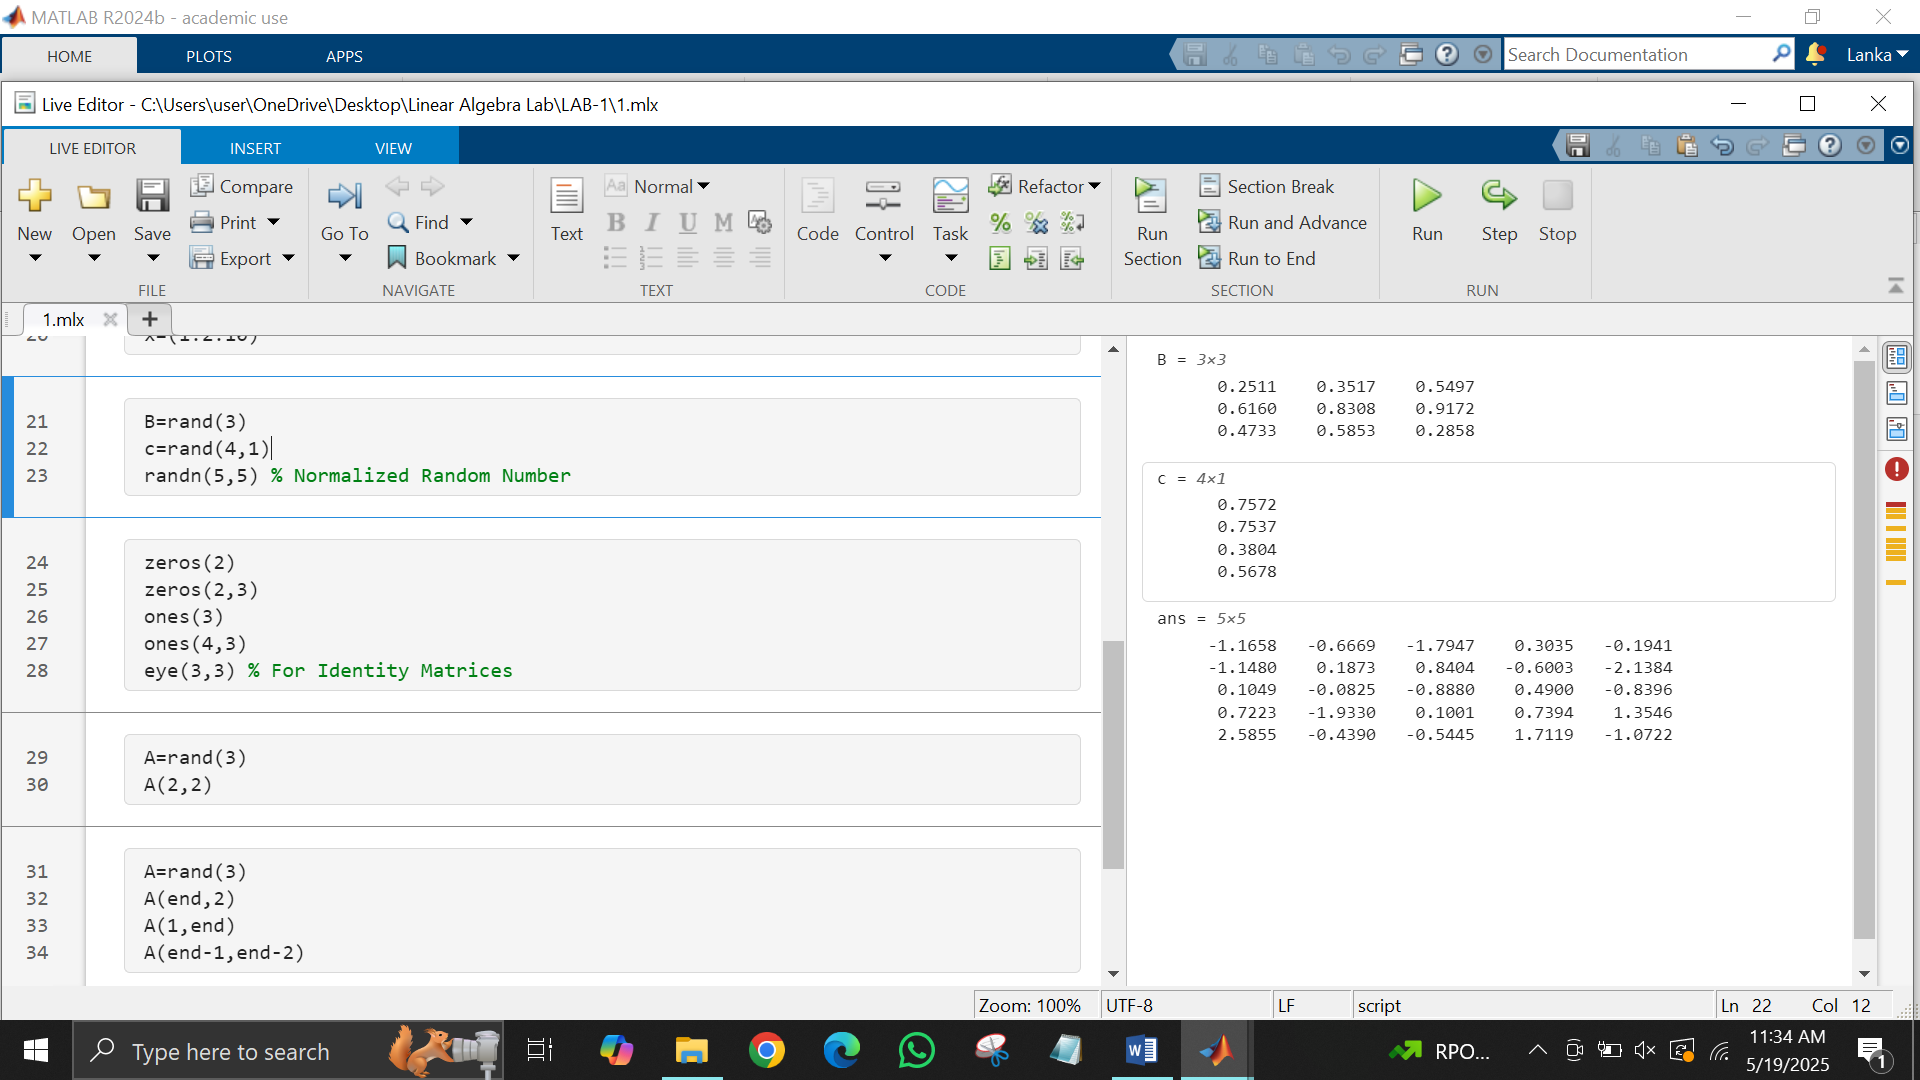 MATLAB R2024b - academic use
HOME PLOTS APPS
Search Documentation
Lanka
Live Editor - C:\Users\user\OneDrive\Desktop\Linear Algebra Lab\LAB-1\1.mlx
LIVE EDITOR INSERT VIEW
New Open Save
Compare
Print
Export
FILE
Go To
Find
Bookmark
NAVIGATE
Text
Aa Normal
B I U M
TEXT
Code Control Task
Refactor
CODE
Run Section
Section Break
Run and Advance
Run to End
SECTION
Run Step Stop
RUN
1.mlx
21 B=rand(3)
22 c=rand(4,1)
23 randn(5,5) % Normalized Random Number
24 zeros(2)
25 zeros(2,3)
26 ones(3)
27 ones(4,3)
28 eye(3,3) % For Identity Matrices
29 A=rand(3)
30 A(2,2)
31 A=rand(3)
32 A(end,2)
33 A(1,end)
34 A(end-1,end-2)
B = 3×3
0.2511 0.3517 0.5497
0.6160 0.8308 0.9172
0.4733 0.5853 0.2858
c = 4×1
0.7572
0.7537
0.3804
0.5678
ans = 5×5
-1.1658 -0.6669 -1.7947 0.3035 -0.1941
-1.1480 0.1873 0.8404 -0.6003 -2.1384
0.1049 -0.0825 -0.8880 0.4900 -0.8396
0.7223 -1.9330 0.1001 0.7394 1.3546
2.5855 -0.4390 -0.5445 1.7119 -1.0722
Zoom: 100% UTF-8 LF script Ln 22 Col 12
Type here to search
RPO...
11:34 AM
5/19/2025
1